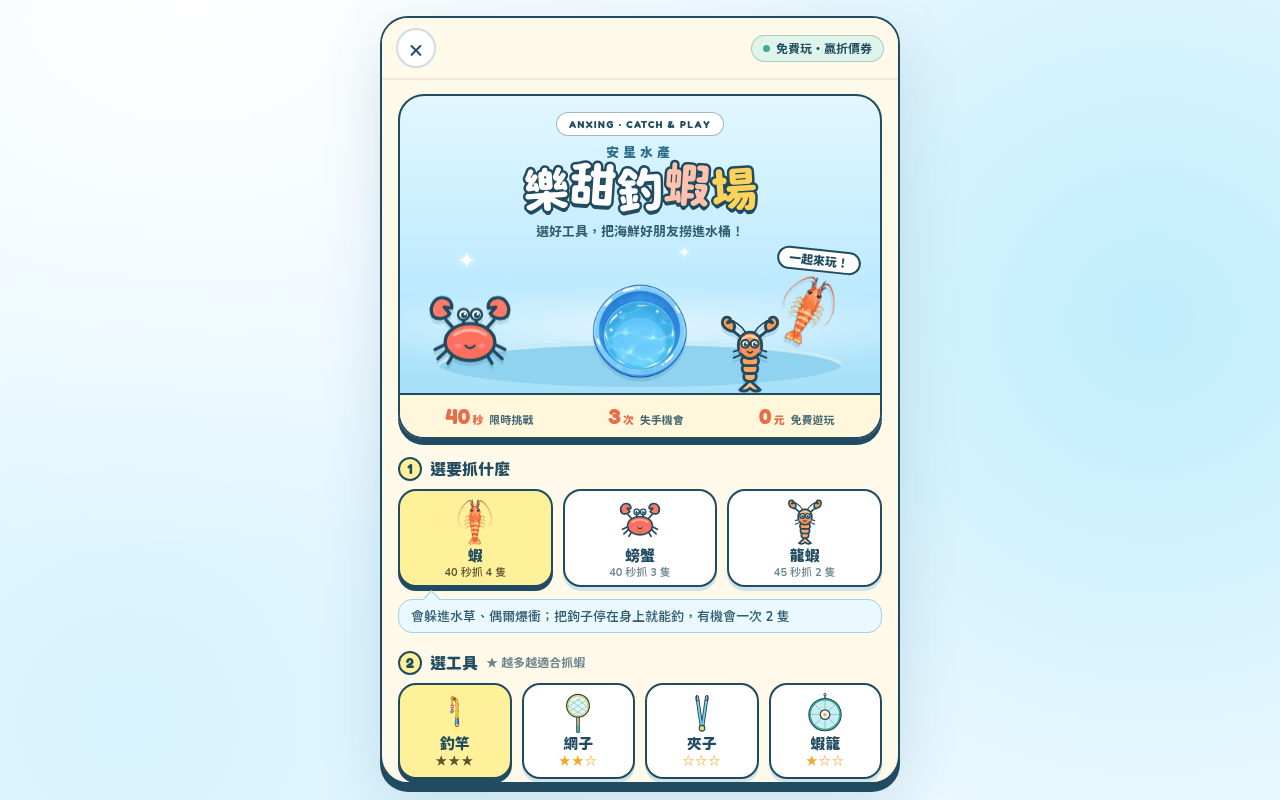 免費玩・贏折價券
ANXING · CATCH & PLAY
安星水產
樂甜釣蝦場
選好工具，把海鮮好朋友撈進水桶！
一起來玩！
40秒 限時挑戰
3次 失手機會
0元 免費遊玩
1 選要抓什麼
蝦
40 秒抓 4 隻
螃蟹
40 秒抓 3 隻
龍蝦
45 秒抓 2 隻
會躲進水草、偶爾爆衝；把鉤子停在身上就能釣，有機會一次 2 隻
2 選工具 ★ 越多越適合抓蝦
釣竿
★★★
網子
★★☆
夾子
☆☆☆
蝦籠
★☆☆